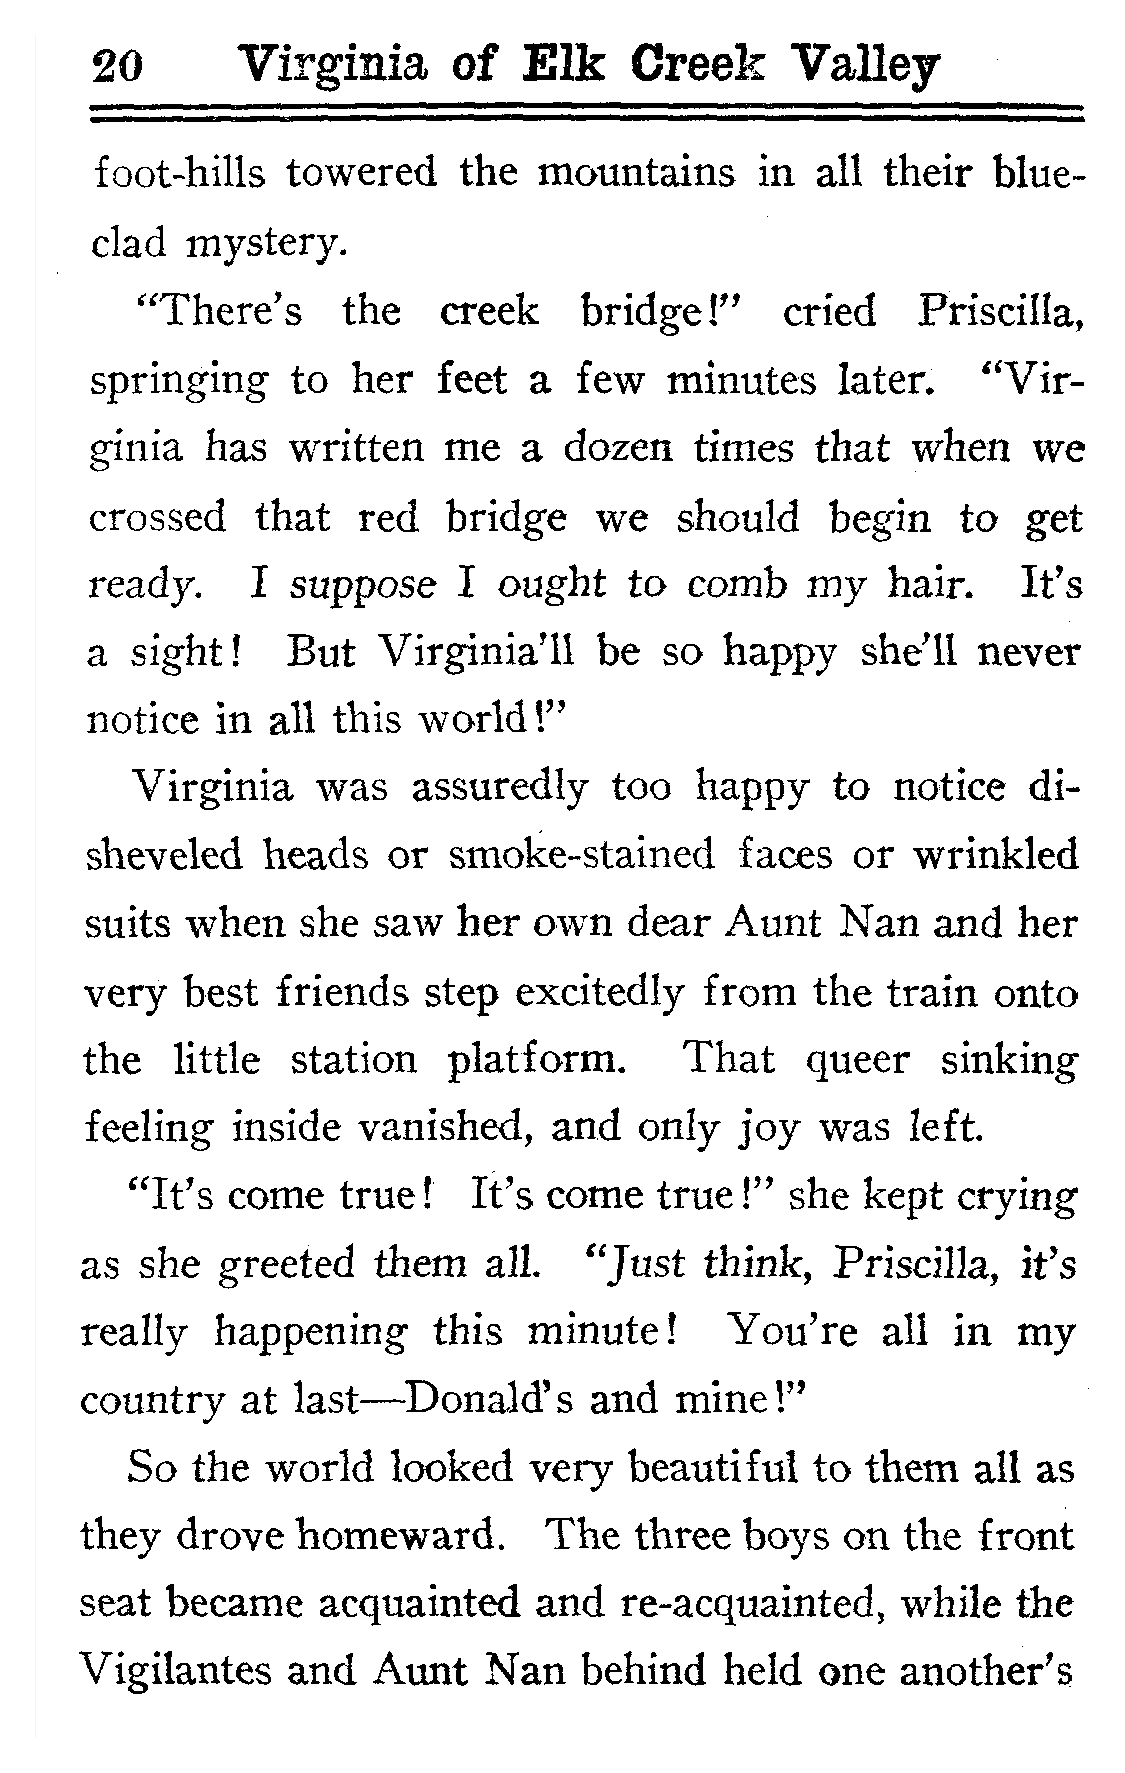 20 Virginia of Elk Creek Valley
foot-hills towered the mountains in all their blue-
clad mystery.
"There's the creek bridge!" cried Priscilla,
springing to her feet a few minutes later. "Vir-
ginia has written me a dozen times that when we
crossed that red bridge we should begin to get
ready. I suppose I ought to comb my hair. It's
a sight! But Virginia'll be so happy she'll never
notice in all this world!"
Virginia was assuredly too happy to notice di-
sheveled heads or smoke-stained faces or wrinkled
suits when she saw her own dear Aunt Nan and her
very best friends step excitedly from the train onto
the little station platform. That queer sinking
feeling inside vanished, and only joy was left.
"It's come true! It's come true!" she kept crying
as she greeted them all. "Just think, Priscilla, it's
really happening this minute! You're all in my
country at last—Donald's and mine!"
So the world looked very beautiful to them all as
they drove homeward. The three boys on the front
seat became acquainted and re-acquainted, while the
Vigilantes and Aunt Nan behind held one another's